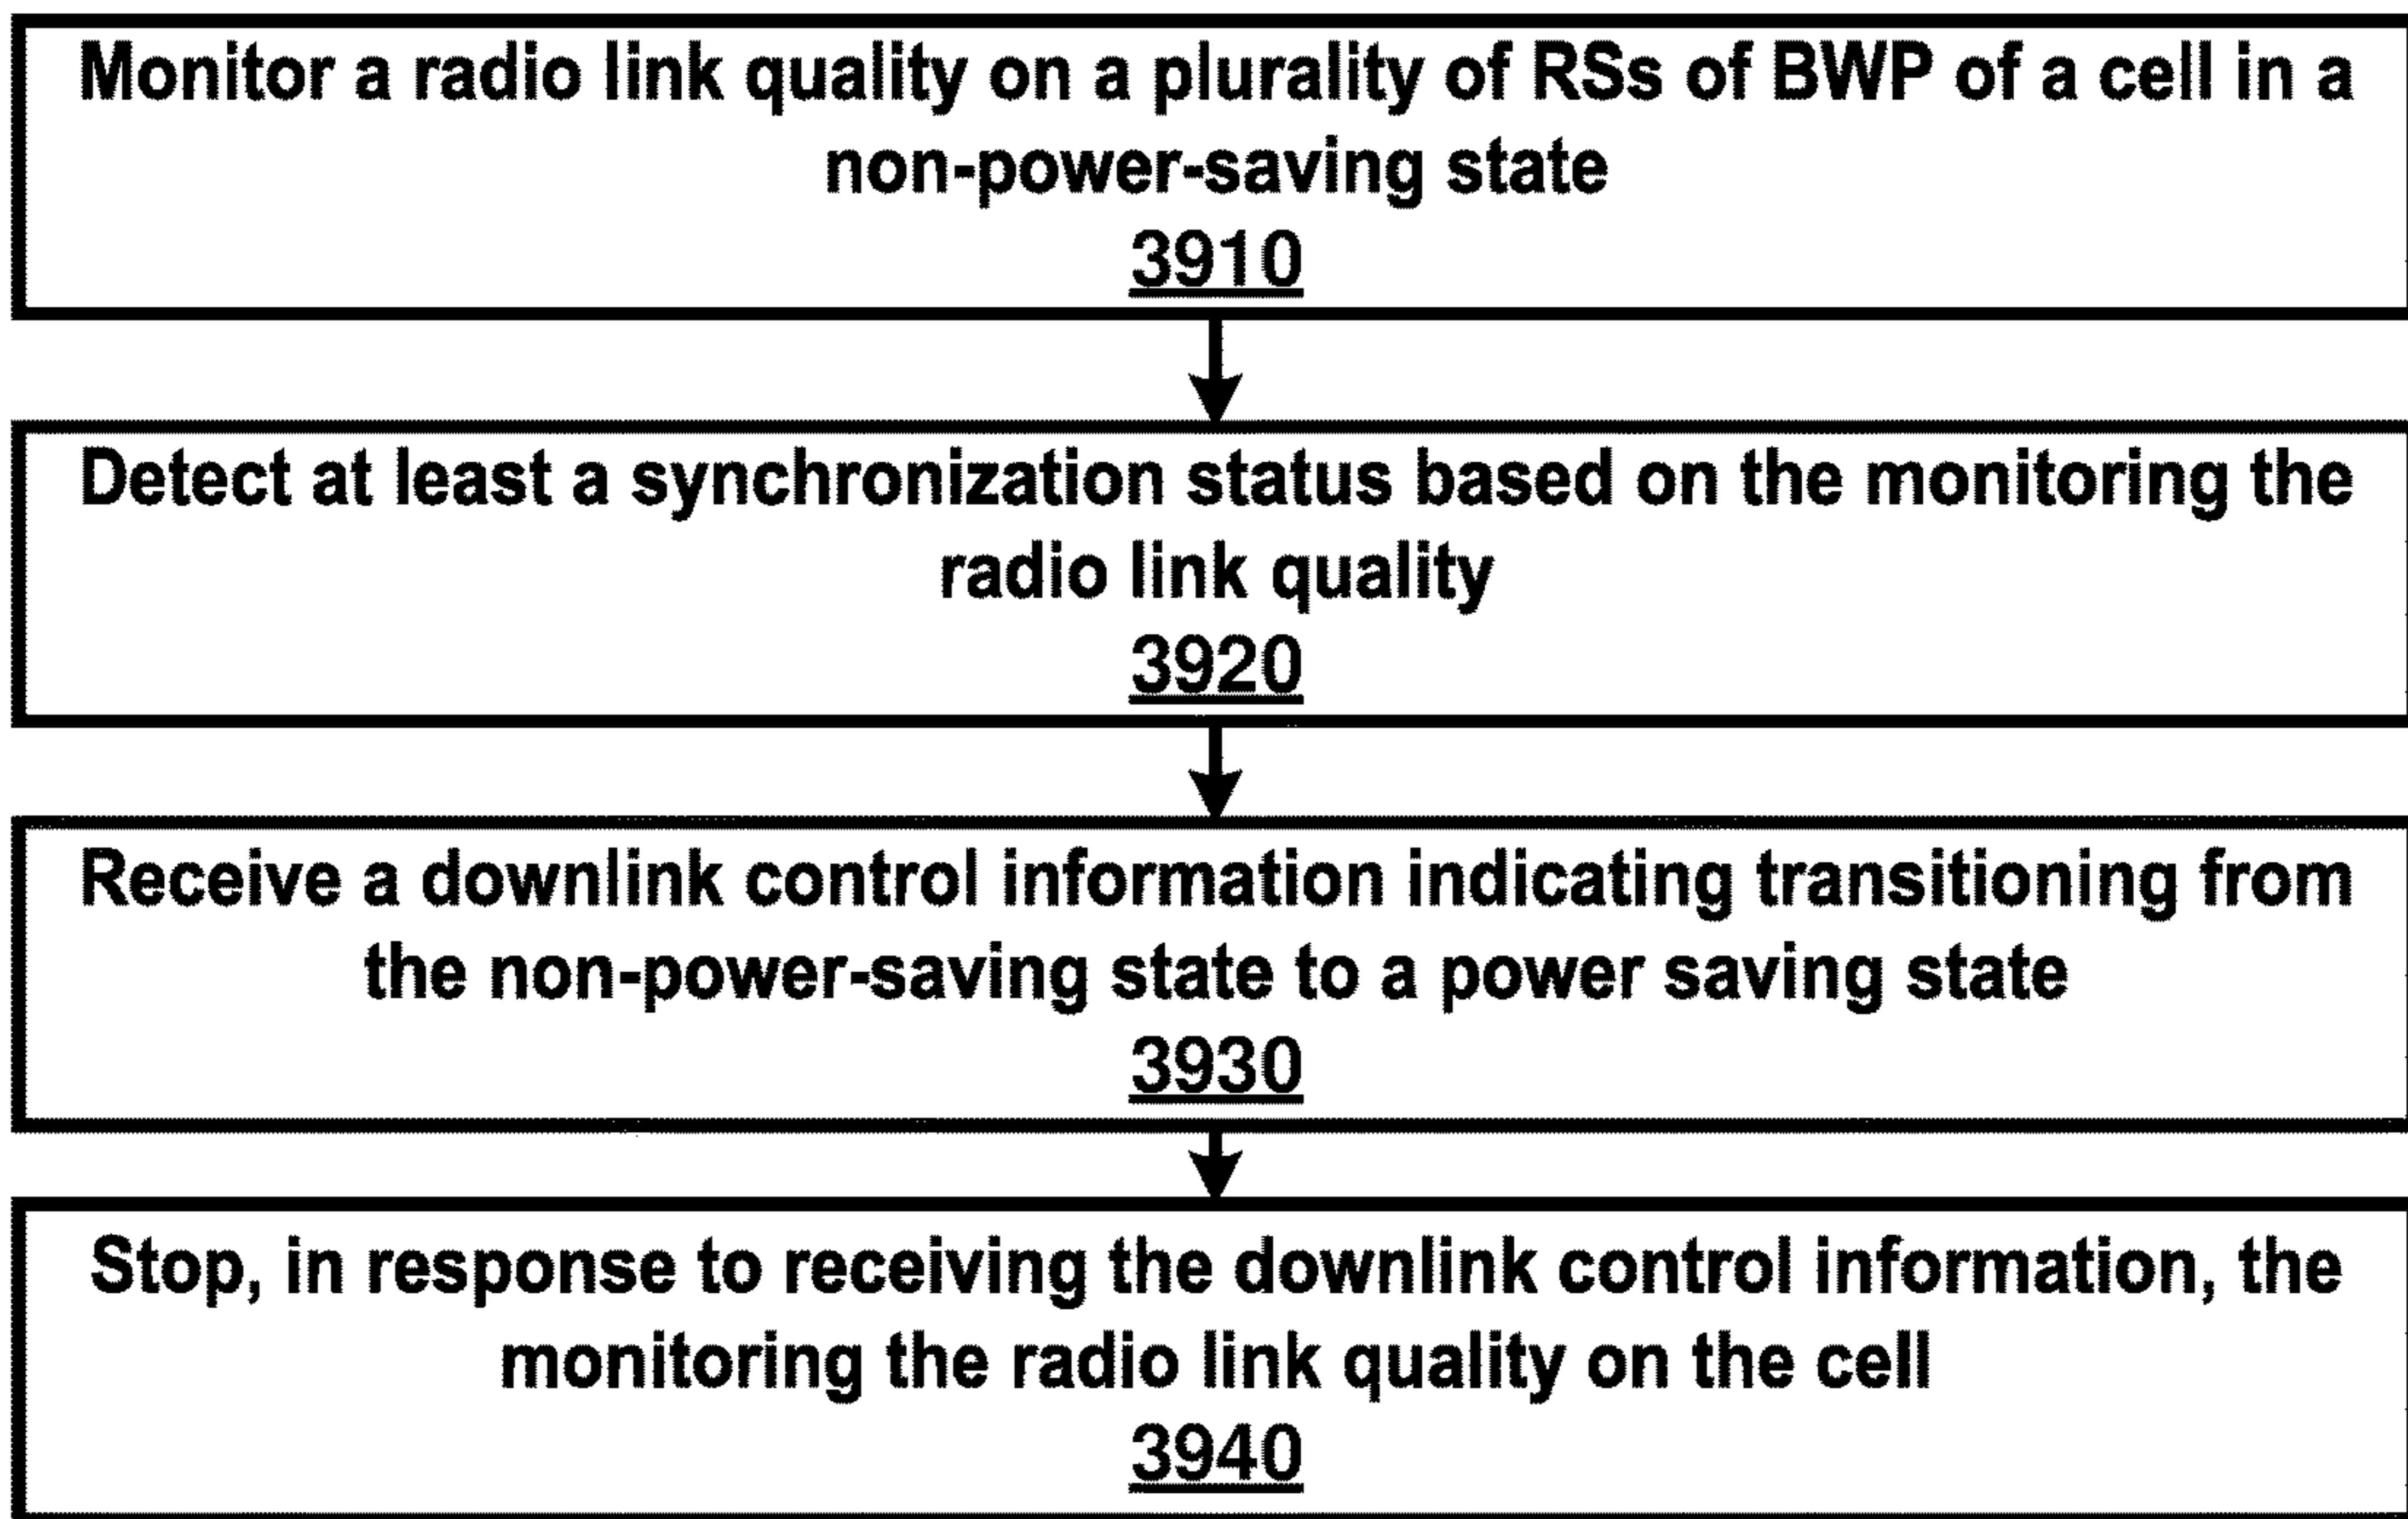 Monitor a radio link quality on a plurality of RSs of BWP of a cell in a
non-power-saving state
3910
Detect at least a synchronization status based on the monitoring the
radio link quality
3920
Receive a downlink control information indicating transitioning from
the non-power-saving state to a power saving state
3930
Stop, in response to receiving the downlink control information, the
monitoring the radio link quality on the cell
3940